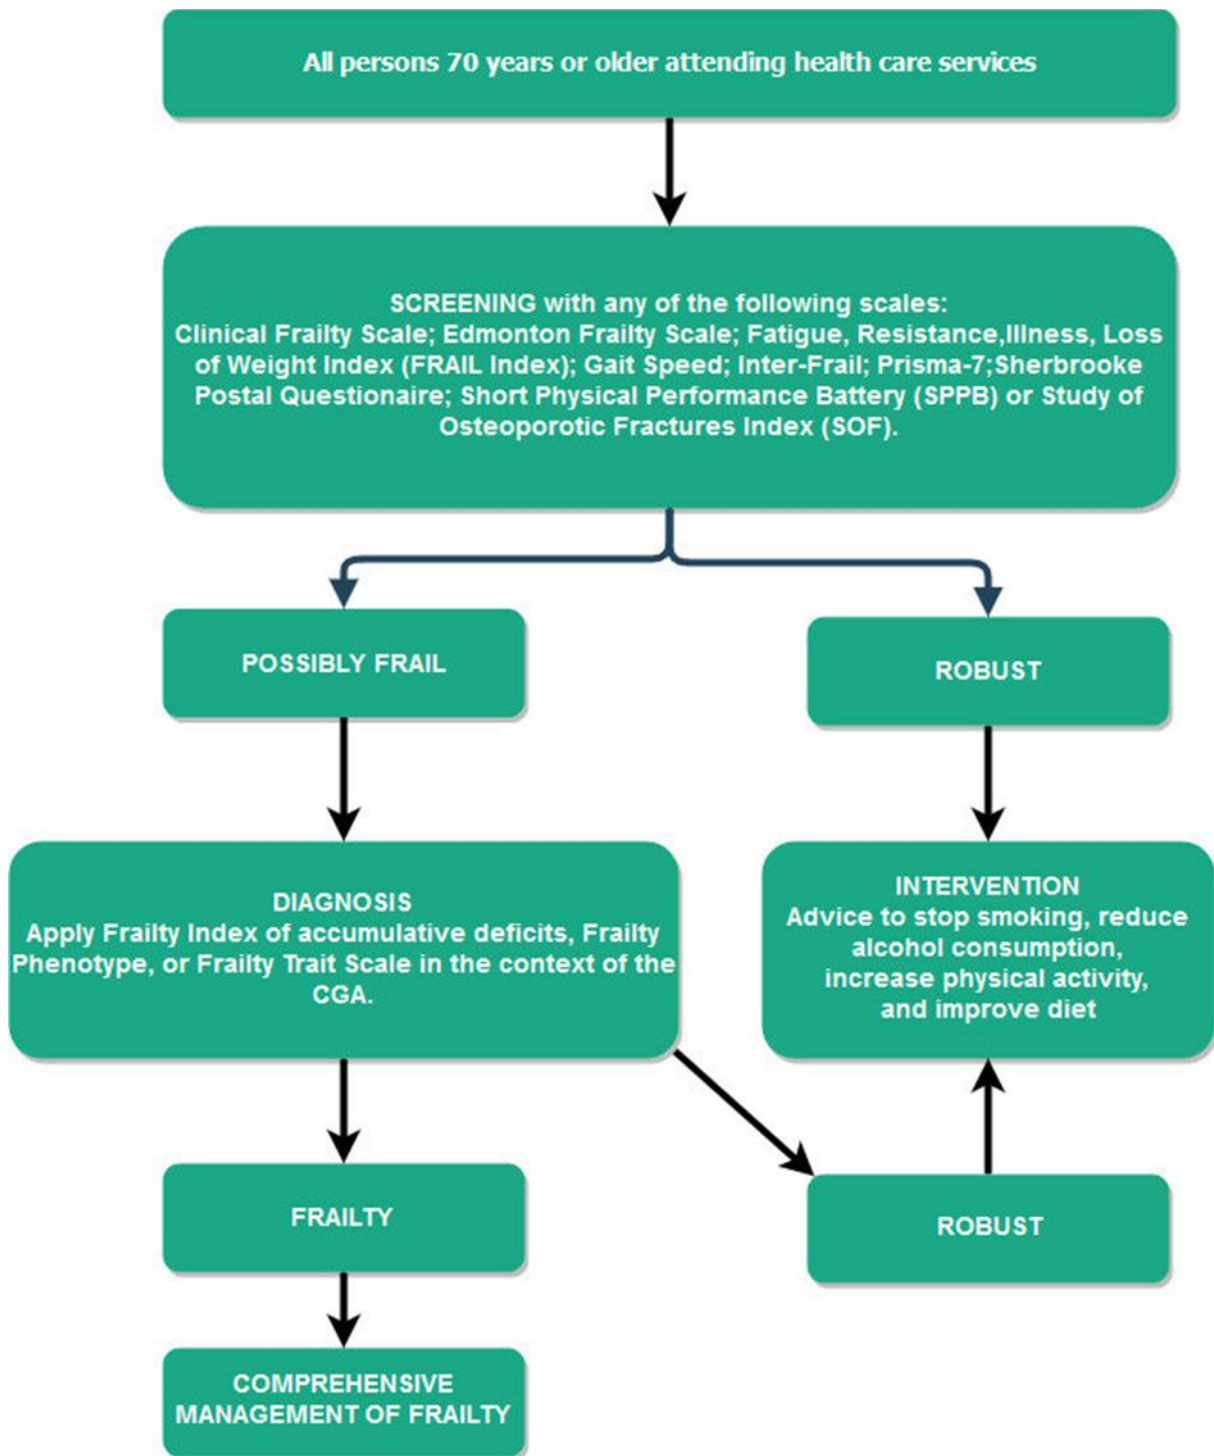 All persons 70 years or older attending health care services
SCREENING with any of the following scales:
Clinical Frailty Scale; Edmonton Frailty Scale; Fatigue, Resistance,Illness, Loss
of Weight Index (FRAIL Index); Gait Speed; Inter-Frail; Prisma-7;Sherbrooke
Postal Questionaire; Short Physical Performance Battery (SPPB) or Study of
Osteoporotic Fractures Index (SOF).
POSSIBLY FRAIL
ROBUST
DIAGNOSIS
Apply Frailty Index of accumulative deficits, Frailty
Phenotype, or Frailty Trait Scale in the context of the
CGA.
INTERVENTION
Advice to stop smoking, reduce
alcohol consumption,
increase physical activity,
and improve diet
FRAILTY
ROBUST
COMPREHENSIVE
MANAGEMENT OF FRAILTY